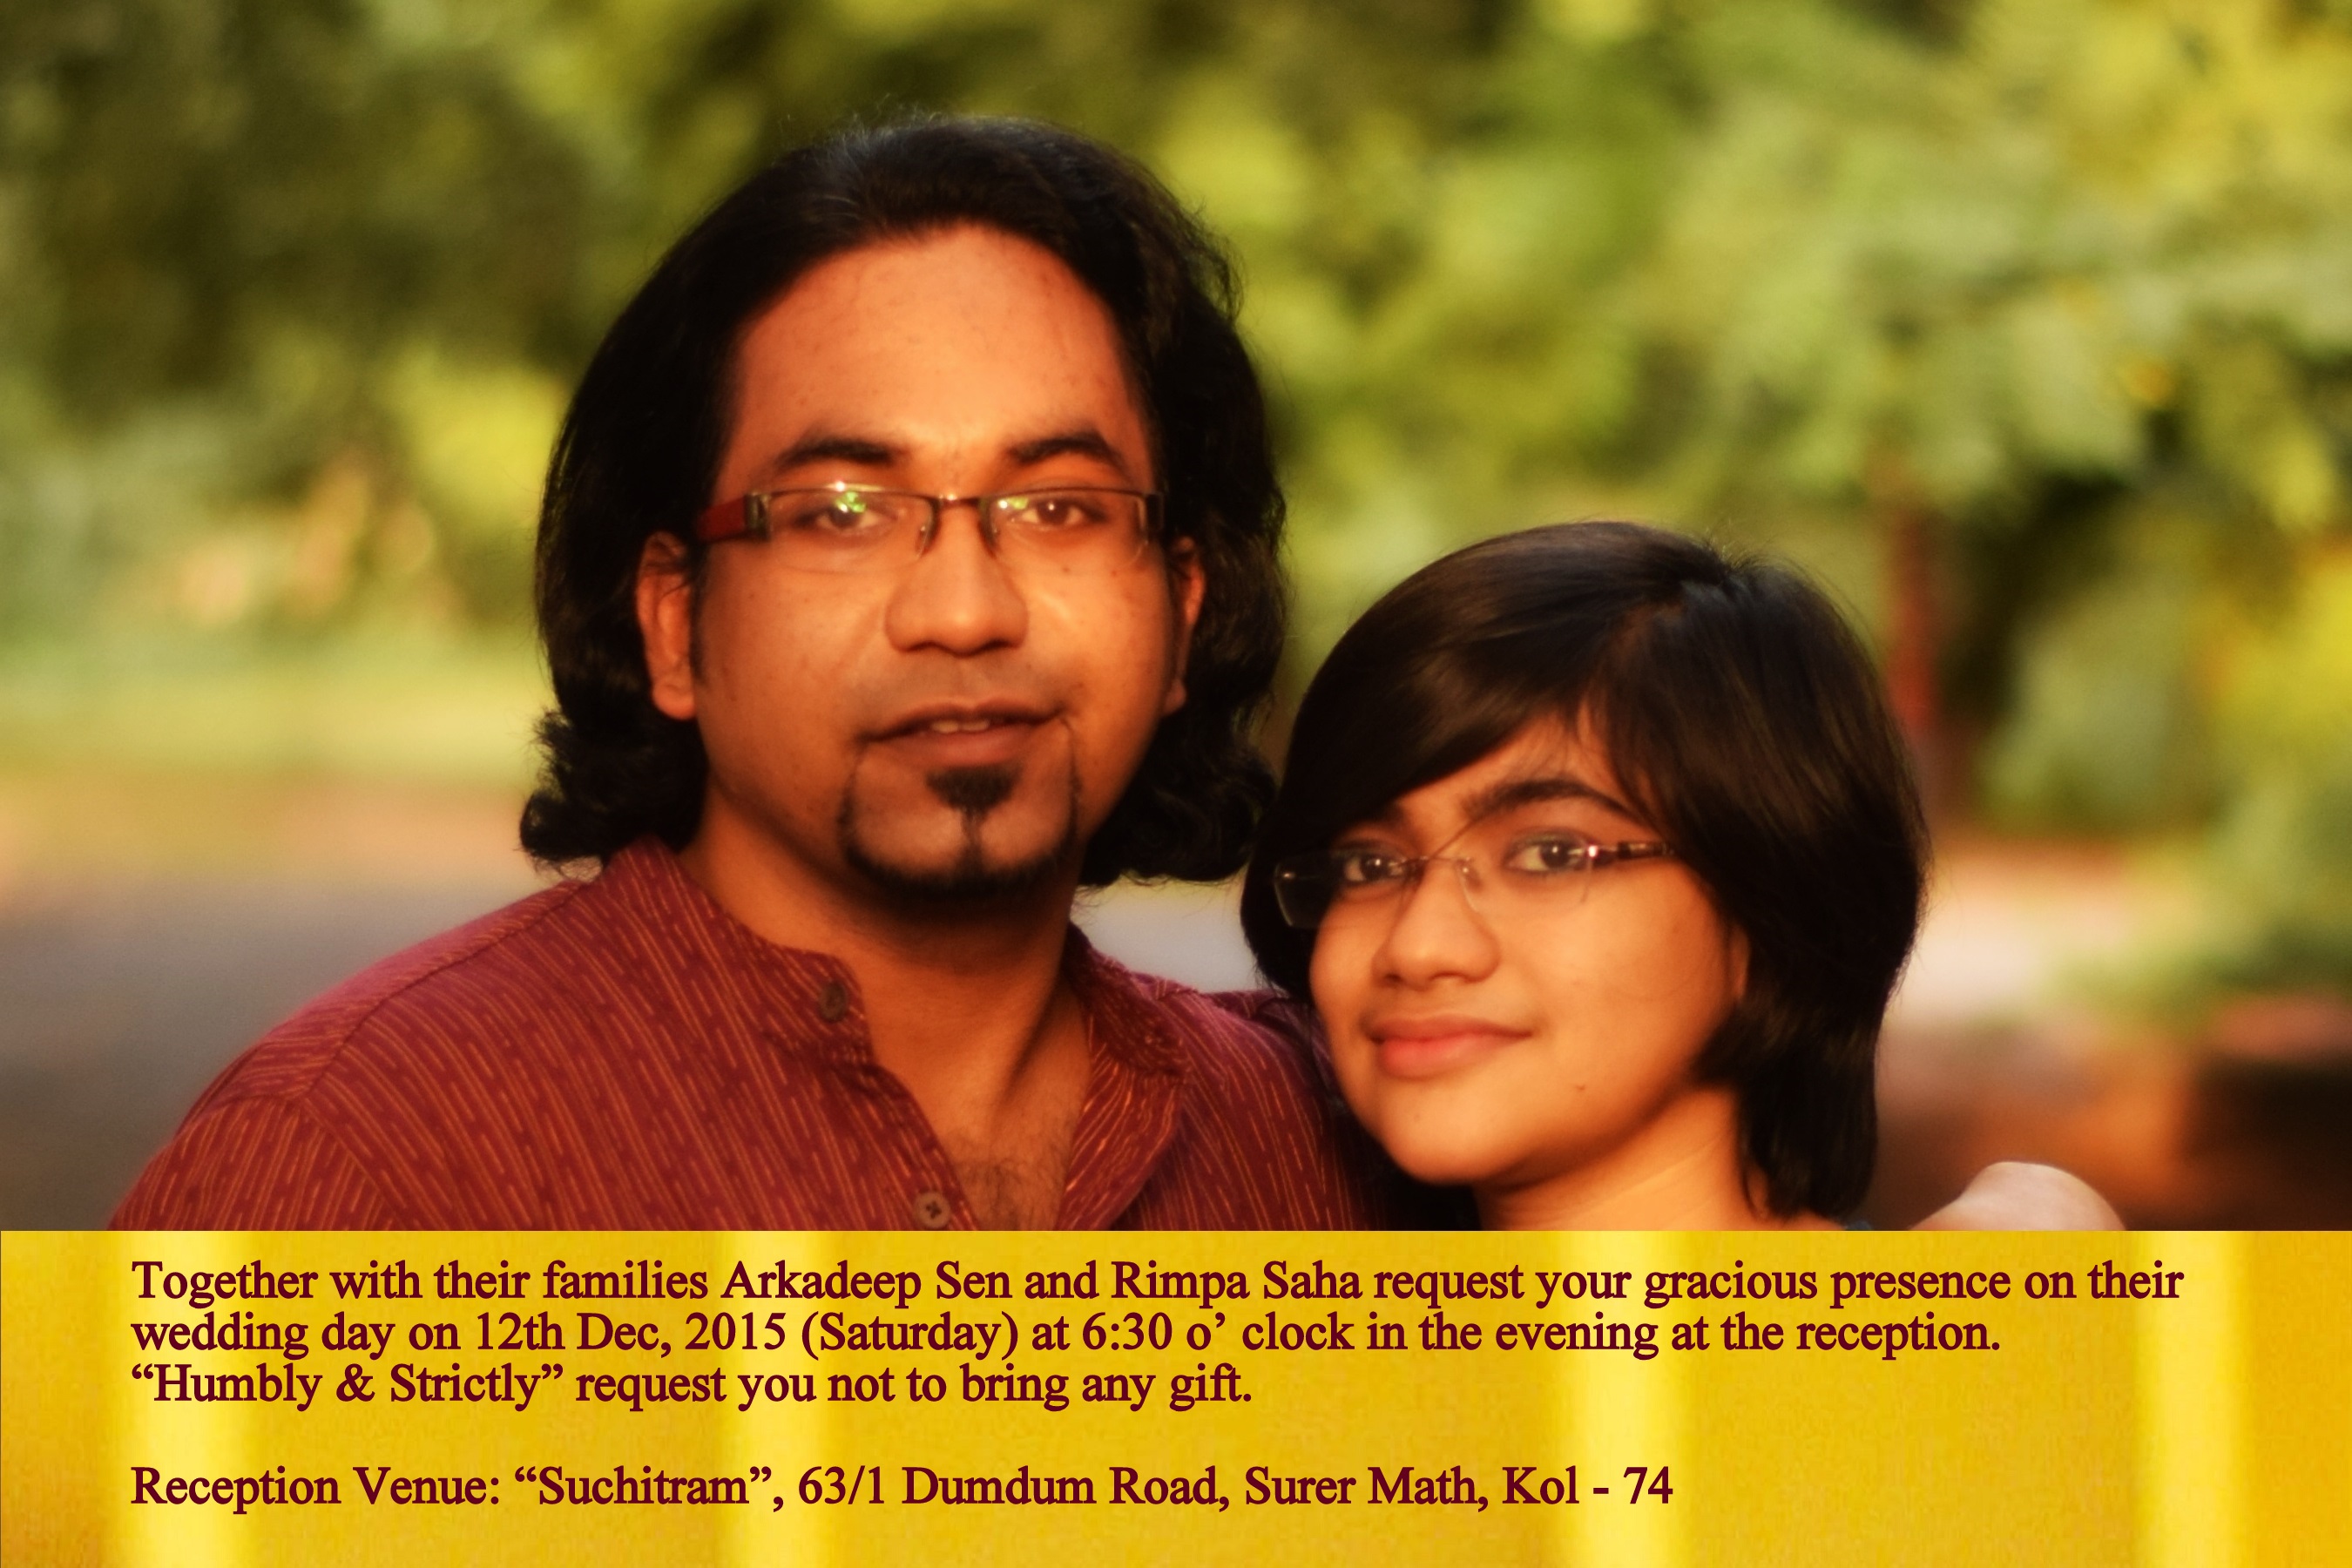 Together with their families Arkadeep Sen and Rimpa Saha request your gracious presence on their
wedding day on 12th Dec, 2015 (Saturday) at 6:30 o’ clock in the evening at the reception.
“Humbly & Strictly” request you not to bring any gift.
Reception Venue: “Suchitram”, 63/1 Dumdum Road, Surer Math, Kol - 74